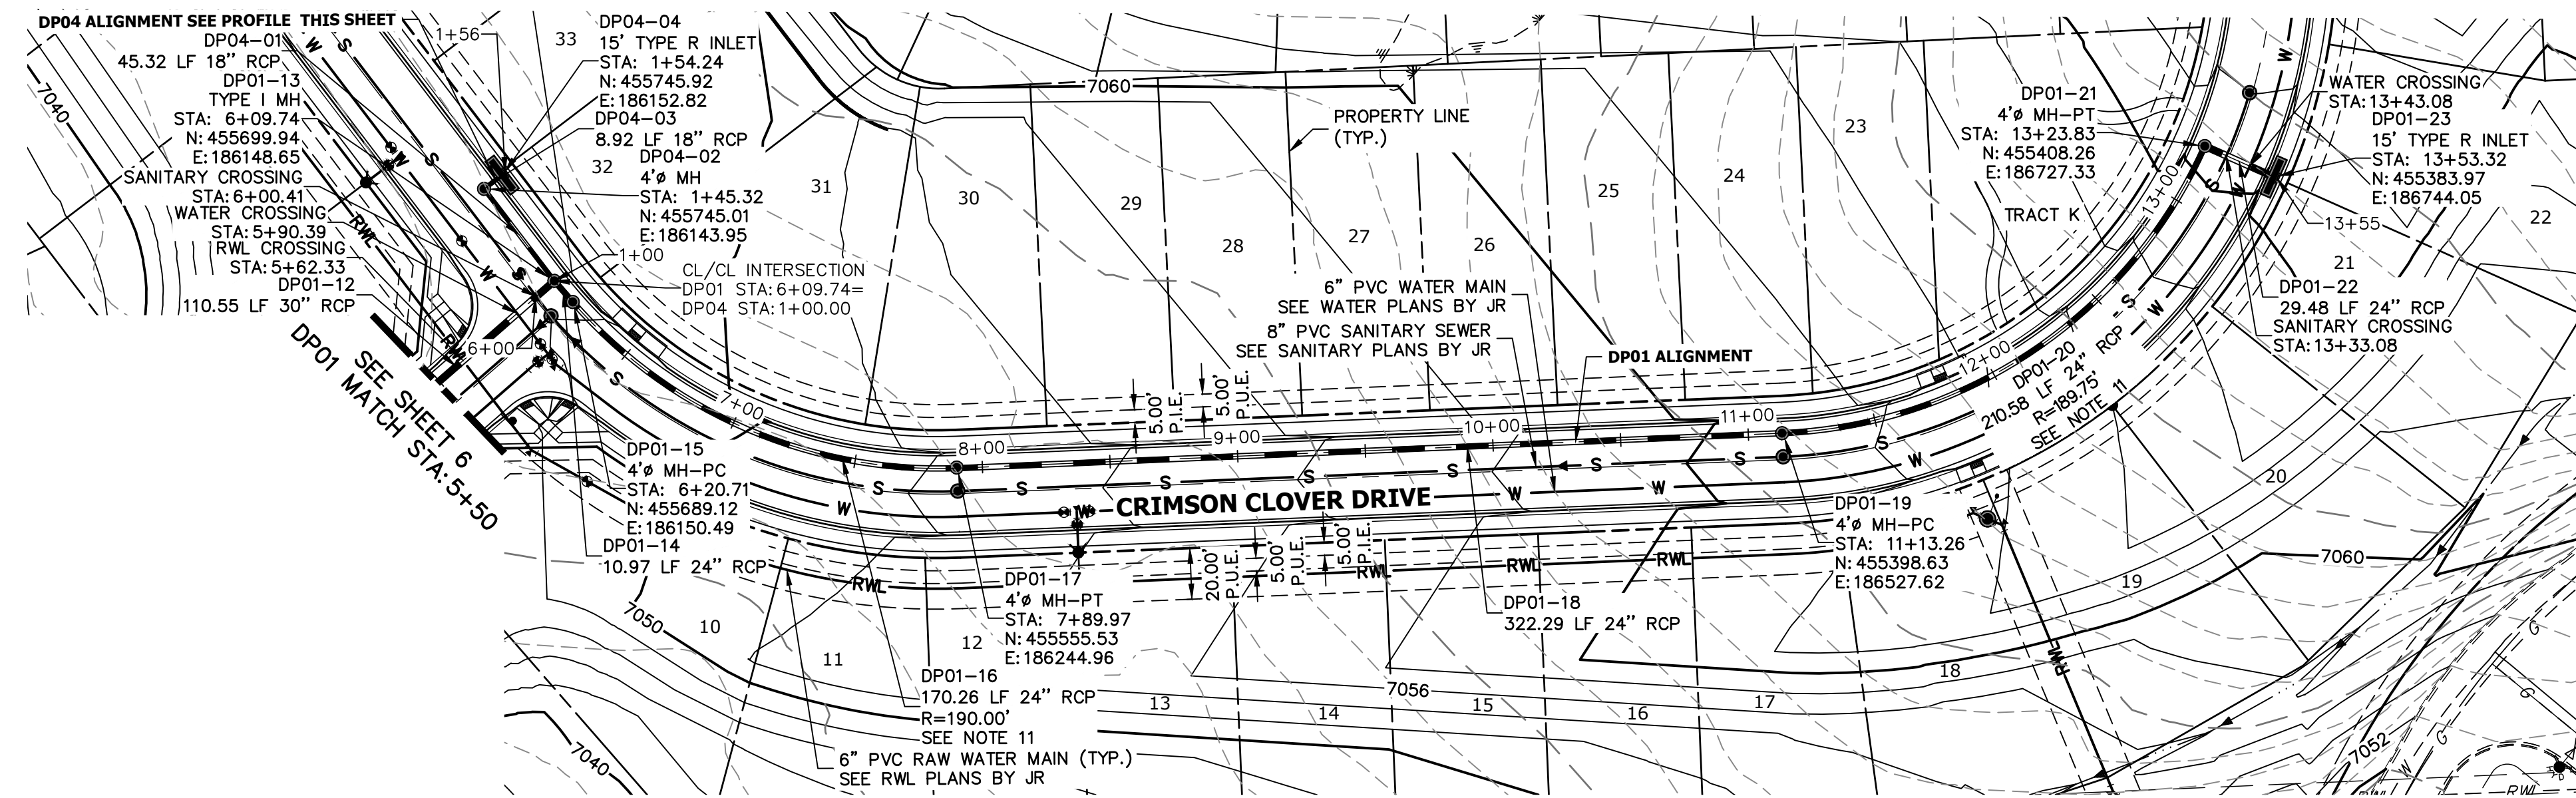 DP04 ALIGNMENT SEE PROFILE THIS SHEET
DP04-01
45.32 LF 18" RCP
DP01-13
TYPE I MH
STA: 6+09.74
N: 455699.94
E: 186148.65
SANITARY CROSSING
STA: 6+00.41
WATER CROSSING
STA: 5+90.39
RWL CROSSING
STA: 5+62.33
DP01-12
110.55 LF 30" RCP
7040
W
S
1+56
33
DP04-04
15' TYPE R INLET
STA: 1+54.24
N: 455745.92
E: 186152.82
DP04-03
8.92 LF 18" RCP
32
DP04-02
4'ø MH
STA: 1+45.32
N: 455745.01
E: 186143.95
1+00
CL/CL INTERSECTION
DP01 STA: 6+09.74=
DP04 STA: 1+00.00
W
S
RWL
W
S
RWL
6+00
S
SEE SHEET 6
DP01 MATCH STA: 5+50
7060
31
30
29
28
27
26
25
24
23
PROPERTY LINE
(TYP.)
6" PVC WATER MAIN
SEE WATER PLANS BY JR
8" PVC SANITARY SEWER
SEE SANITARY PLANS BY JR
DP01 ALIGNMENT
5.00'
P.I.E.
5.00'
P.U.E.
7+00
8+00
9+00
10+00
11+00
12+00
13+00
S
S
S
S
S
S
S
S
S
W
W
W
W
W
W
W
W
CRIMSON CLOVER DRIVE
DP01-21
4'ø MH-PT
STA: 13+23.83
N: 455408.26
E: 186727.33
TRACT K
WATER CROSSING
STA: 13+43.08
DP01-23
15' TYPE R INLET
STA: 13+53.32
N: 455383.97
E: 186744.05
13+55
22
21
DP01-22
29.48 LF 24" RCP
SANITARY CROSSING
STA: 13+33.08
DP01-20
210.58 LF 24" RCP
R=189.75'
SEE NOTE 11
20
19
18
7060
DP01-15
4'ø MH-PC
STA: 6+20.71
N: 455689.12
E: 186150.49
DP01-14
10.97 LF 24" RCP
7050
10
11
12
RWL
DP01-17
4'ø MH-PT
STA: 7+89.97
N: 455555.53
E: 186244.96
DP01-16
170.26 LF 24" RCP
R=190.00'
SEE NOTE 11
6" PVC RAW WATER MAIN (TYP.)
SEE RWL PLANS BY JR
7040
20.00'
P.U.E.
5.00'
P.U.E.
5.00'
P.I.E.
RWL
RWL
RWL
DP01-18
322.29 LF 24" RCP
DP01-19
4'ø MH-PC
STA: 11+13.26
N: 455398.63
E: 186527.62
7056
13
14
15
16
17
RWL
7052
G
G
G
W
RWL